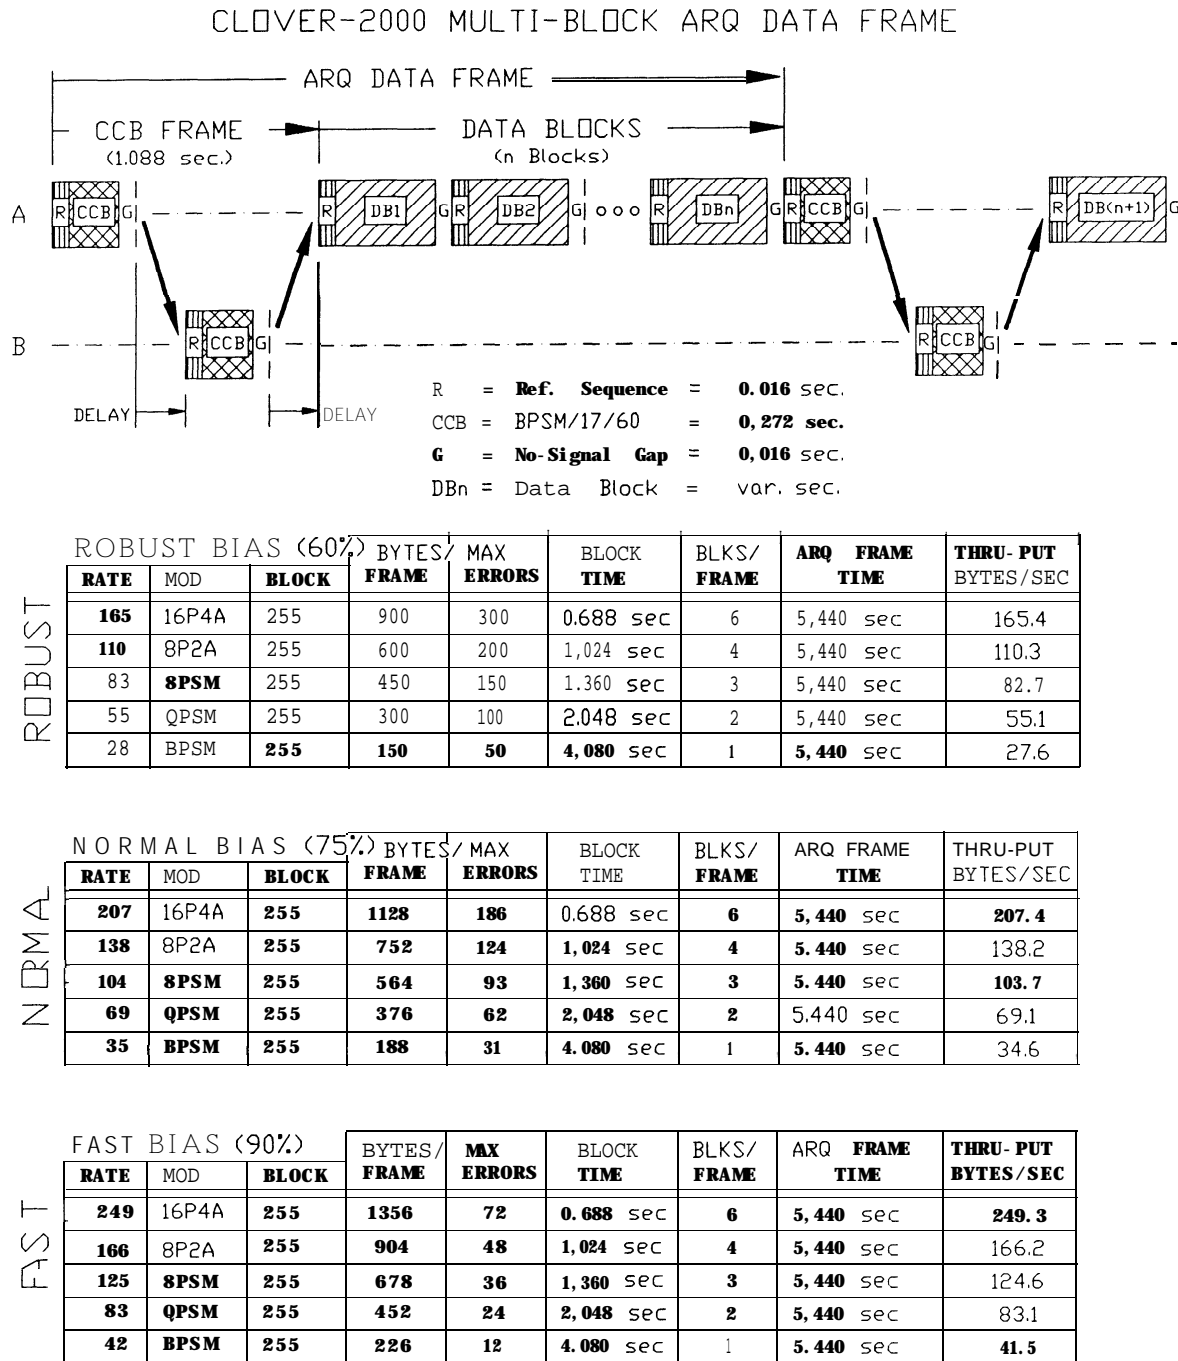 CLOVER-2000 MULTI-BLOCK ARQ DATA FRAME
ARQ DATA FRAME
CCB FRAME
(1.088 sec.)
DATA BLOCKS
(n Blocks)
A R CCB G R DB1 G R DB2 G ooo R DBn G R CCB G R DB(n+1) G
B R CCB G R CCB G
DELAY DELAY
R = Ref. Sequence = 0.016 sec.
CCB = BPSM/17/60 = 0,272 sec.
G = No-Signal Gap = 0,016 sec.
DBn = Data Block = var. sec.
ROBUST
ROBUST BIAS (60%) BYTES/ MAX BLOCK BLKS/ ARQ FRAME THRU-PUT
RATE MOD BLOCK FRAME ERRORS TIME FRAME TIME BYTES/SEC
165 16P4A 255 900 300 0.688 sec 6 5,440 sec 165.4
110 8P2A 255 600 200 1,024 sec 4 5,440 sec 110.3
83 8PSM 255 450 150 1.360 sec 3 5,440 sec 82.7
55 QPSM 255 300 100 2.048 sec 2 5,440 sec 55.1
28 BPSM 255 150 50 4,080 sec 1 5,440 sec 27.6
NORMAL
NORMAL BIAS (75%) BYTES/ MAX BLOCK BLKS/ ARQ FRAME THRU-PUT
RATE MOD BLOCK FRAME ERRORS TIME FRAME TIME BYTES/SEC
207 16P4A 255 1128 186 0.688 sec 6 5,440 sec 207.4
138 8P2A 255 752 124 1,024 sec 4 5.440 sec 138.2
104 8PSM 255 564 93 1,360 sec 3 5.440 sec 103.7
69 QPSM 255 376 62 2,048 sec 2 5.440 sec 69.1
35 BPSM 255 188 31 4.080 sec 1 5.440 sec 34.6
FAST
FAST BIAS (90%) BYTES/ MAX BLOCK BLKS/ ARQ FRAME THRU-PUT
RATE MOD BLOCK FRAME ERRORS TIME FRAME TIME BYTES/SEC
249 16P4A 255 1356 72 0.688 sec 6 5,440 sec 249.3
166 8P2A 255 904 48 1,024 sec 4 5,440 sec 166.2
125 8PSM 255 678 36 1,360 sec 3 5,440 sec 124.6
83 QPSM 255 452 24 2,048 sec 2 5,440 sec 83.1
42 BPSM 255 226 12 4.080 sec 1 5.440 sec 41.5